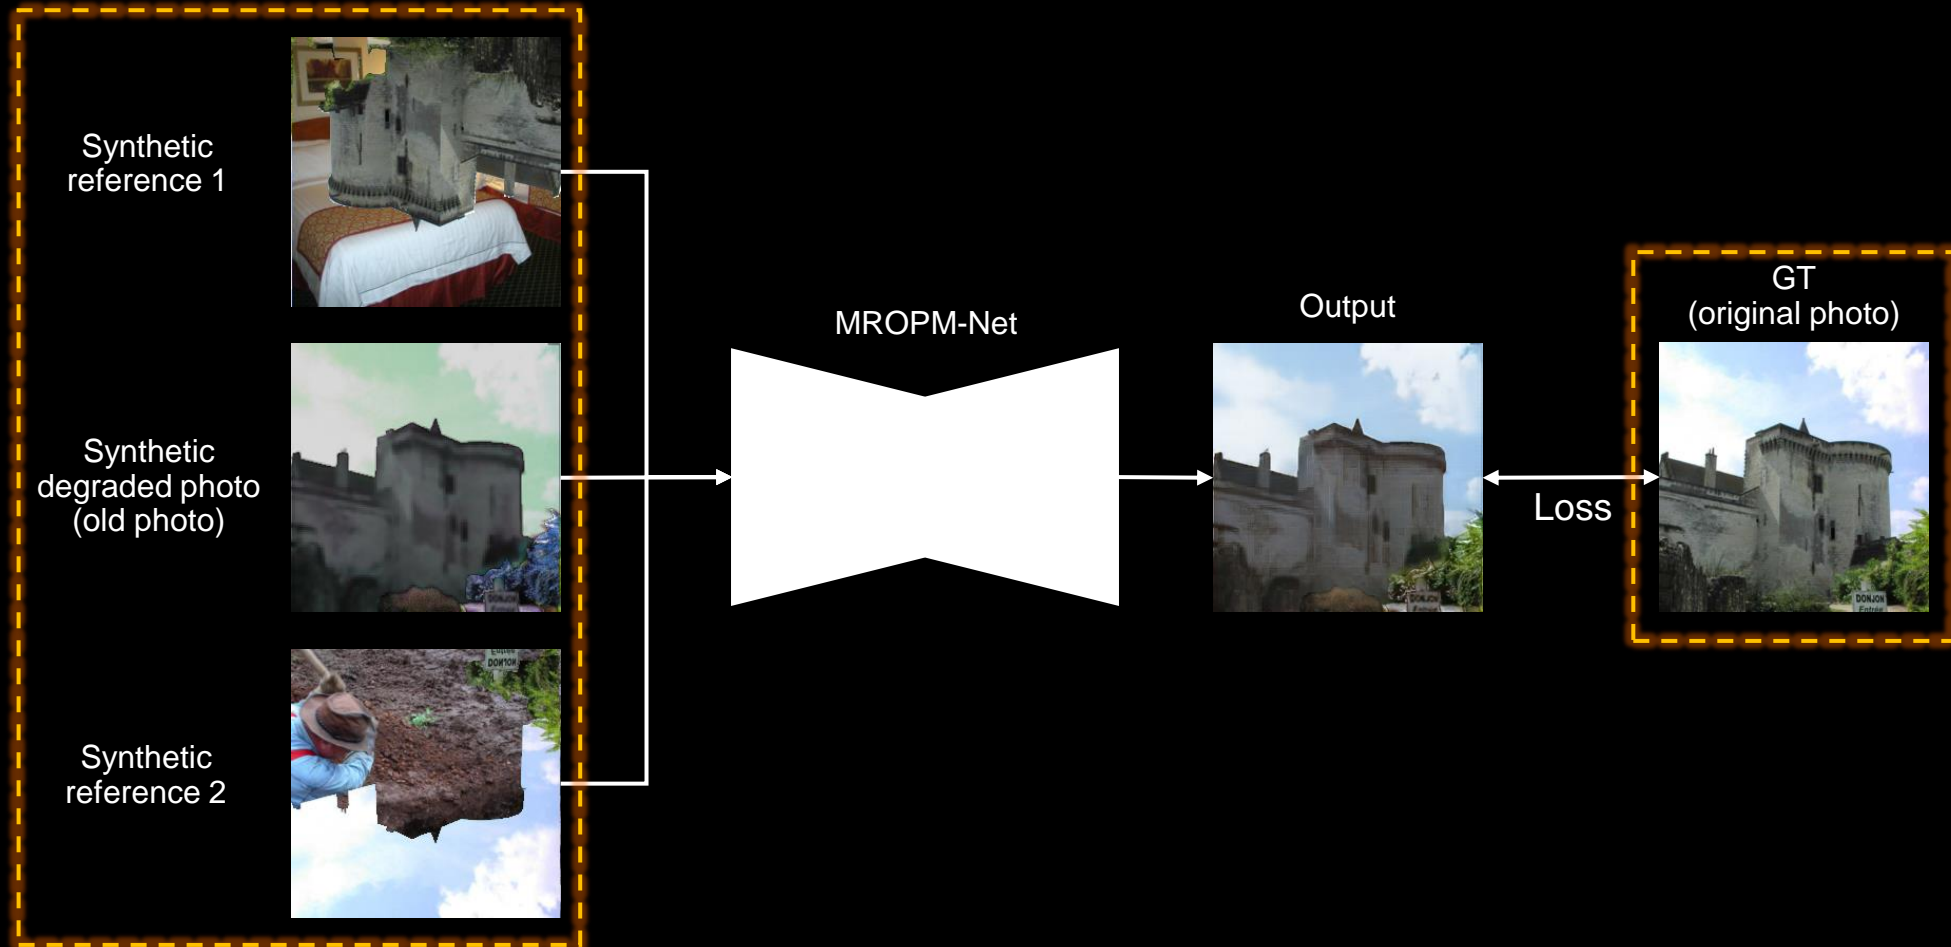 Synthetic
reference 1
Synthetic
degraded photo
(old photo)
Synthetic
reference 2
MROPM-Net
Output
Loss
GT
(original photo)
DONJON
Entrée